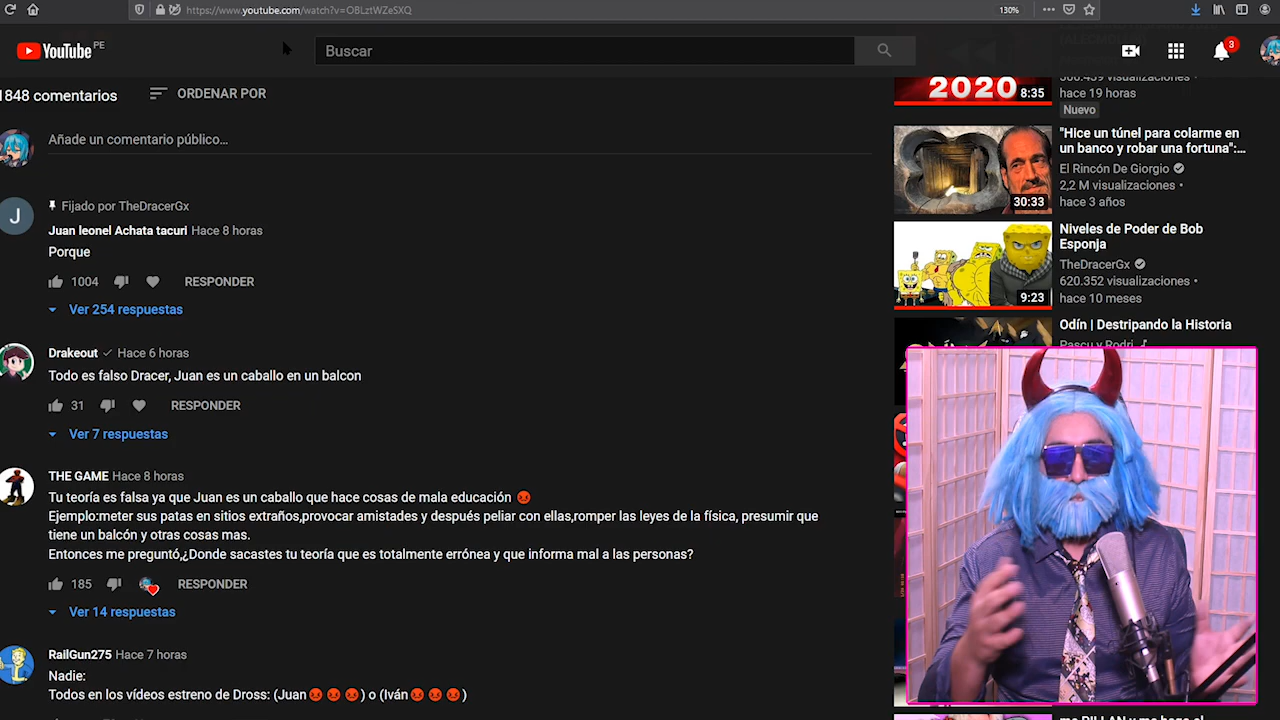 https://www.youtube.com/watch?v=OBLztWZeSXQ
130%
YouTube PE
Buscar
3
1848 comentarios
ORDENAR POR
Añade un comentario público...
J
Fijado por TheDracerGx
Juan leonel Achata tacuri Hace 8 horas
Porque
1004
RESPONDER
Ver 254 respuestas
Drakeout Hace 6 horas
Todo es falso Dracer, Juan es un caballo en un balcon
31
RESPONDER
Ver 7 respuestas
THE GAME Hace 8 horas
Tu teoría es falsa ya que Juan es un caballo que hace cosas de mala educación 😡
Ejemplo:meter sus patas en sitios extraños,provocar amistades y después peliar con ellas,romper las leyes de la física, presumir que
tiene un balcón y otras cosas mas.
Entonces me preguntó,¿Donde sacastes tu teoría que es totalmente errónea y que informa mal a las personas?
185
RESPONDER
Ver 14 respuestas
RailGun275 Hace 7 horas
Nadie:
Todos en los vídeos estreno de Dross: (Juan😡😡😡) o (Iván😡😡😡)
2020
8:35
visualizaciones
hace 19 horas
Nuevo
30:33
"Hice un túnel para colarme en
un banco y robar una fortuna":...
El Rincón De Giorgio
2,2 M visualizaciones •
hace 3 años
9:23
Niveles de Poder de Bob
Esponja
TheDracerGx
620.352 visualizaciones •
hace 10 meses
Odín | Destripando la Historia
Pascu y Rodri